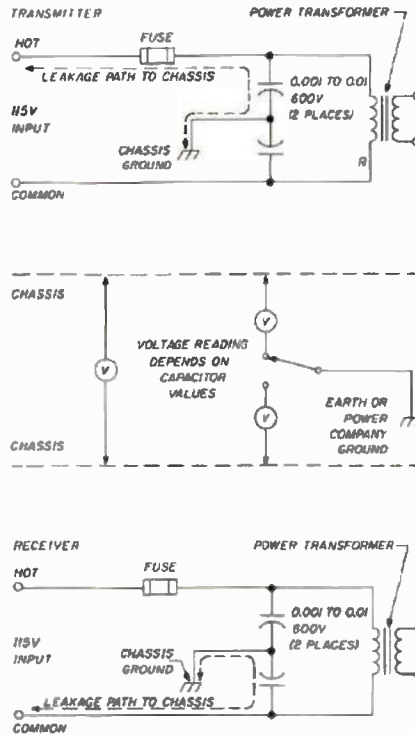 TRANSMITTER
POWER TRANSFORMER
HOT
FUSE
LEAKAGE PATH TO CHASSIS
0.001 TO 0.01
600V
(2 PLACES)
115V
INPUT
CHASSIS
GROUND
R
COMMON
CHASSIS
V
VOLTAGE READING
DEPENDS ON
CAPACITOR
VALUES
V
V
EARTH OR
POWER
COMPANY
GROUND
CHASSIS
RECEIVER
POWER TRANSFORMER
HOT
FUSE
0.001 TO 0.01
600V
(2 PLACES)
115V
INPUT
CHASSIS
GROUND
LEAKAGE PATH TO CHASSIS
COMMON